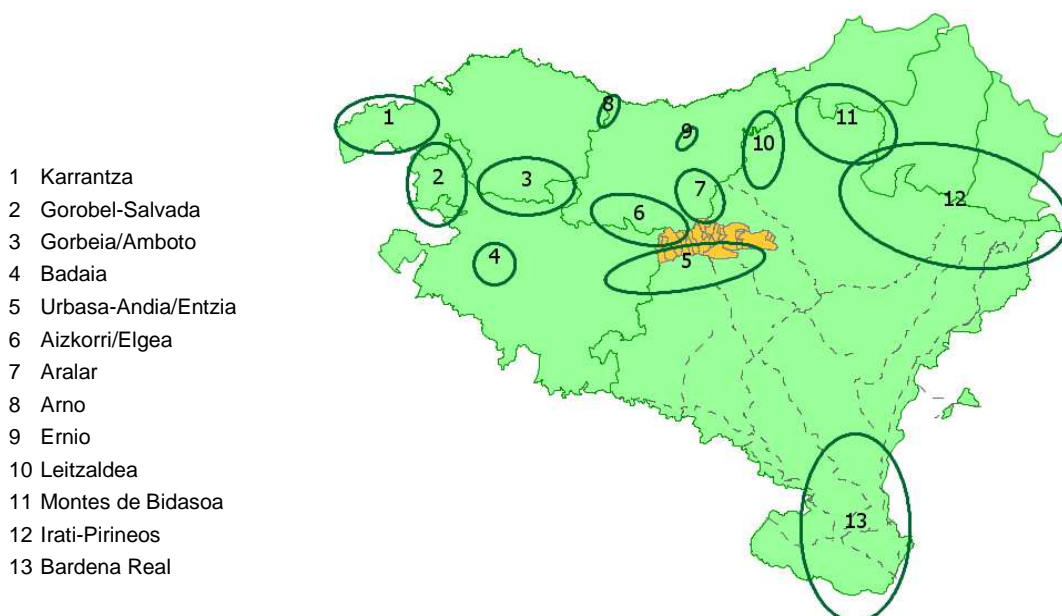 1 Karrantza
2 Gorobel-Salvada
3 Gorbeia/Amboto
4 Badaia
5 Urbasa-Andia/Entzia
6 Aizkorri/Elgea
7 Aralar
8 Arno
9 Ernio
10 Leitzaldea
11 Montes de Bidasoa
12 Irati-Pirineos
13 Bardena Real
8
1
11
9
10
2
3
7
12
6
4
5
13